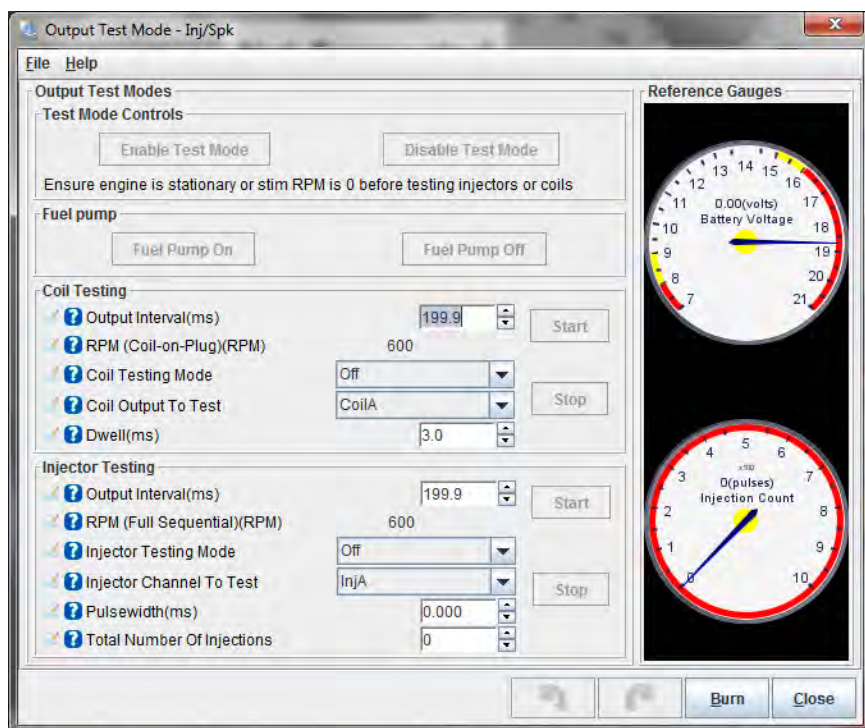 Output Test Mode - Inj/Spk
File Help
Output Test Modes
Test Mode Controls
Enable Test Mode Disable Test Mode
Ensure engine is stationary or stim RPM is 0 before testing injectors or coils
Fuel pump
Fuel Pump On Fuel Pump Off
Coil Testing
Output Interval(ms) 199.9 Start
RPM (Coil-on-Plug)(RPM) 600
Coil Testing Mode Off
Coil Output To Test CoilA Stop
Dwell(ms) 3.0
Injector Testing
Output Interval(ms) 199.9 Start
RPM (Full Sequential)(RPM) 600
Injector Testing Mode Off
Injector Channel To Test InjA Stop
Pulsewidth(ms) 0.000
Total Number Of Injections 0
Reference Gauges
7 8 9 10 11 12 13 14 15 16 17 18 19 20 21
0.00(volts)
Battery Voltage
0 1 2 3 4 5 6 7 8 9 10
0(pulses)
Injection Count
Burn Close